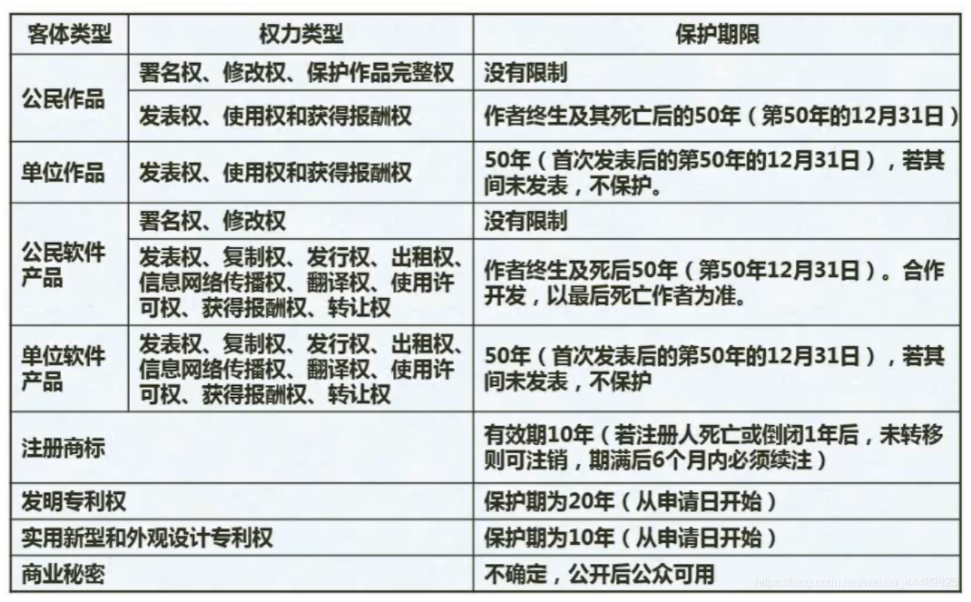 客体类型
权力类型
保护期限
公民作品
署名权、修改权、保护作品完整权
没有限制
发表权、使用权和获得报酬权
作者终生及其死亡后的50年（第50年的12月31日）
单位作品
发表权、使用权和获得报酬权
50年（首次发表后的第50年的12月31日），若其
间未发表，不保护。
公民软件
产品
署名权、修改权
没有限制
发表权、复制权、发行权、出租权、
信息网络传播权、翻译权、使用许
可权、获得报酬权、转让权
作者终生及死后50年（第50年12月31日）。合作
开发，以最后死亡作者为准。
单位软件
产品
发表权、复制权、发行权、出租权、
信息网络传播权、翻译权、使用许
可权、获得报酬权、转让权
50年（首次发表后的第50年的12月31日），若其
间未发表，不保护
注册商标
有效期10年（若注册人死亡或倒闭1年后，未转移
则可注销，期满后6个月内必须续注）
发明专利权
保护期为20年（从申请日开始）
实用新型和外观设计专利权
保护期为10年（从申请日开始）
商业秘密
不确定，公开后公众可用